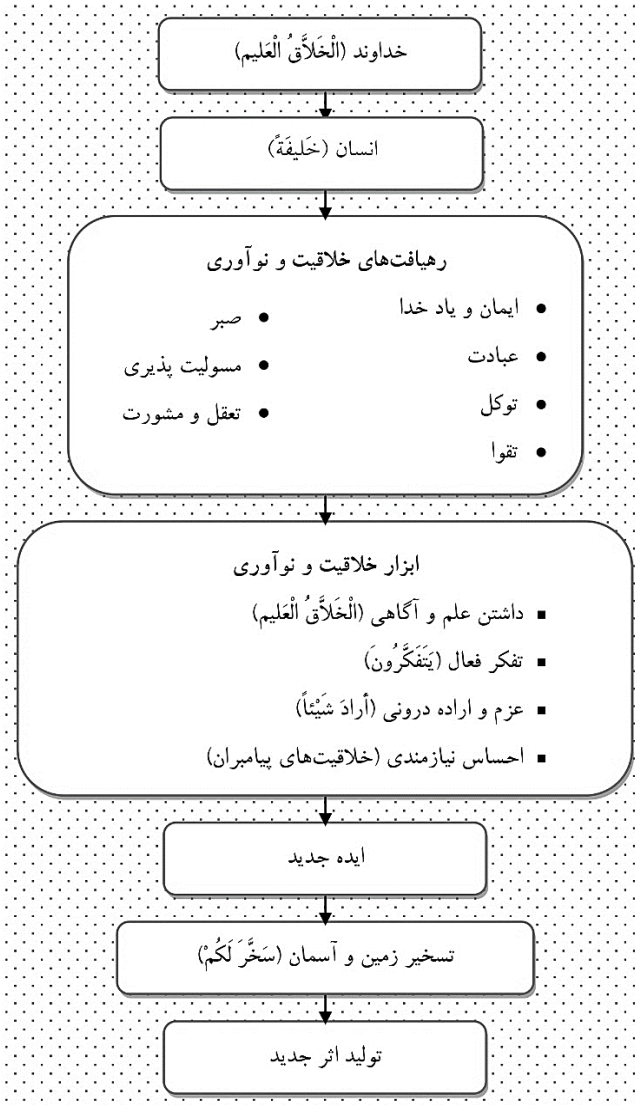 خداوند (الْخَلاَّقُ الْعَلیم)
انسان (خَلیفَةً)
رهیافت‌های خلاقیت و نوآوری
ایمان و یاد خدا
عبادت
توکل
تقوا
صبر
مسولیت پذیری
تعقل و مشورت
ابزار خلاقیت و نوآوری
داشتن علم و آگاهی (الْخَلاَّقُ الْعَلیم)
تفکر فعال (یَتَفَکَّرُونَ)
عزم و اراده درونی (أرادَ شَیْئاً)
احساس نیازمندی (خلاقیت‌های پیامبران)
ایده جدید
تسخیر زمین و آسمان (سَخَّرَ لَکُمْ)
تولید اثر جدید